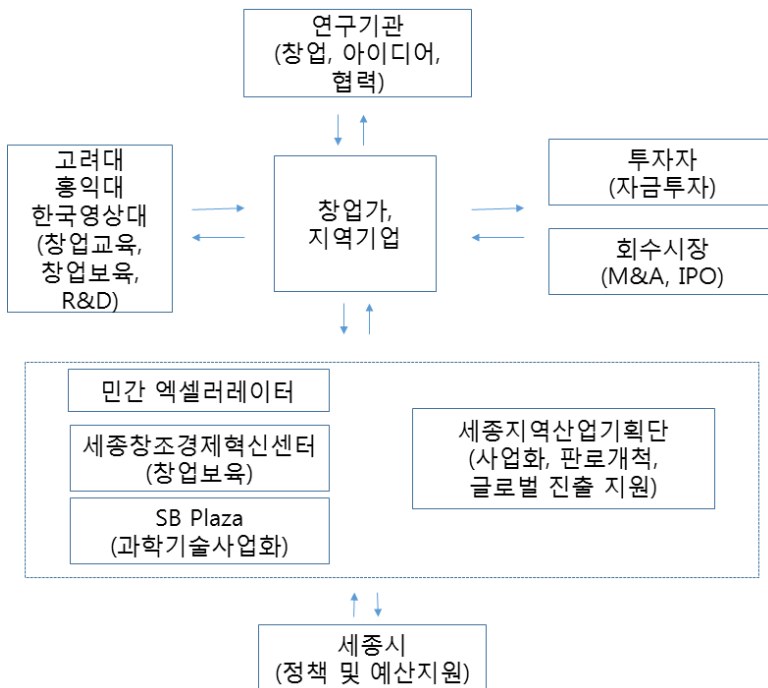 연구기관
(창업, 아이디어,
협력)
고려대
홍익대
한국영상대
(창업교육,
창업보육,
R&D)
창업가,
지역기업
투자자
(자금투자)
회수시장
(M&A, IPO)
민간 엑셀러레이터
세종창조경제혁신센터
(창업보육)
SB Plaza
(과학기술사업화)
세종지역산업기획단
(사업화, 판로개척,
글로벌 진출 지원)
세종시
(정책 및 예산지원)